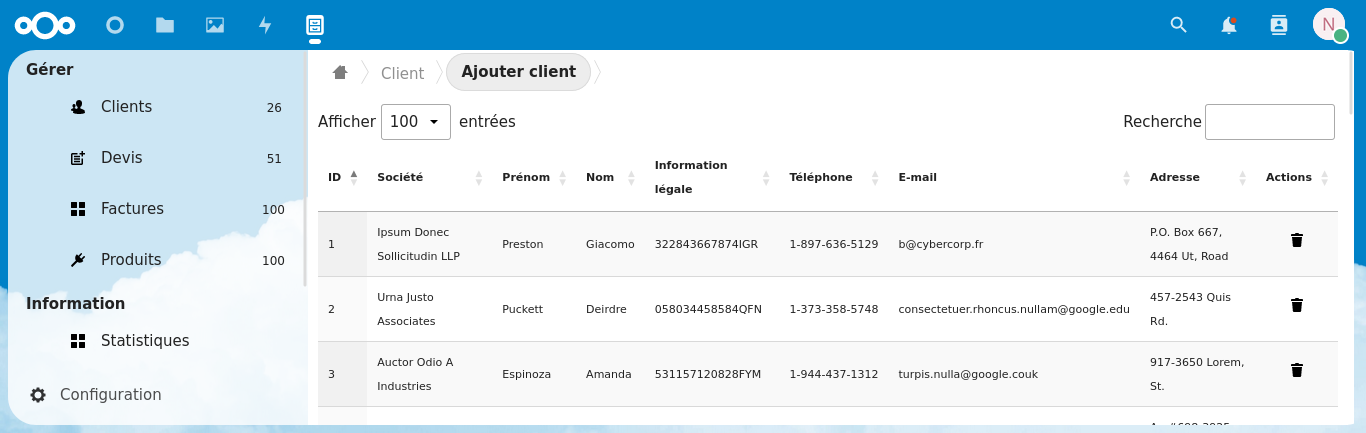 N
Gérer
Clients 26
Devis 51
Factures 100
Produits 100
Information
Statistiques
Configuration
Client Ajouter client
Afficher 100 entrées Recherche
ID Société Prénom Nom Information légale Téléphone E-mail Adresse Actions
1 Ipsum Donec Sollicitudin LLP Preston Giacomo 322843667874IGR 1-897-636-5129 b@cybercorp.fr P.O. Box 667, 4464 Ut, Road
2 Urna Justo Associates Puckett Deirdre 058034458584QFN 1-373-358-5748 consectetuer.rhoncus.nullam@google.edu 457-2543 Quis Rd.
3 Auctor Odio A Industries Espinoza Amanda 531157120828FYM 1-944-437-1312 turpis.nulla@google.couk 917-3650 Lorem, St.